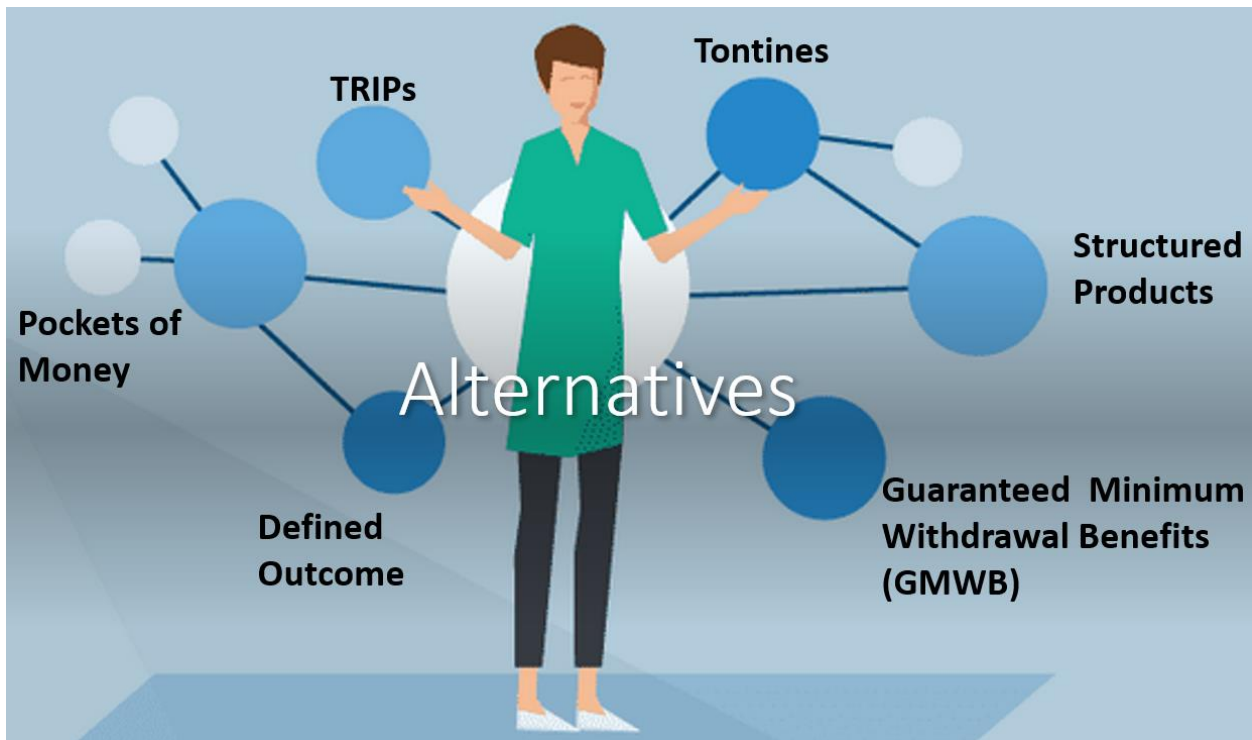 Tontines
TRIPs
Structured
Products
Pockets of
Money
Alternatives
Guaranteed Minimum
Withdrawal Benefits
(GMWB)
Defined
Outcome